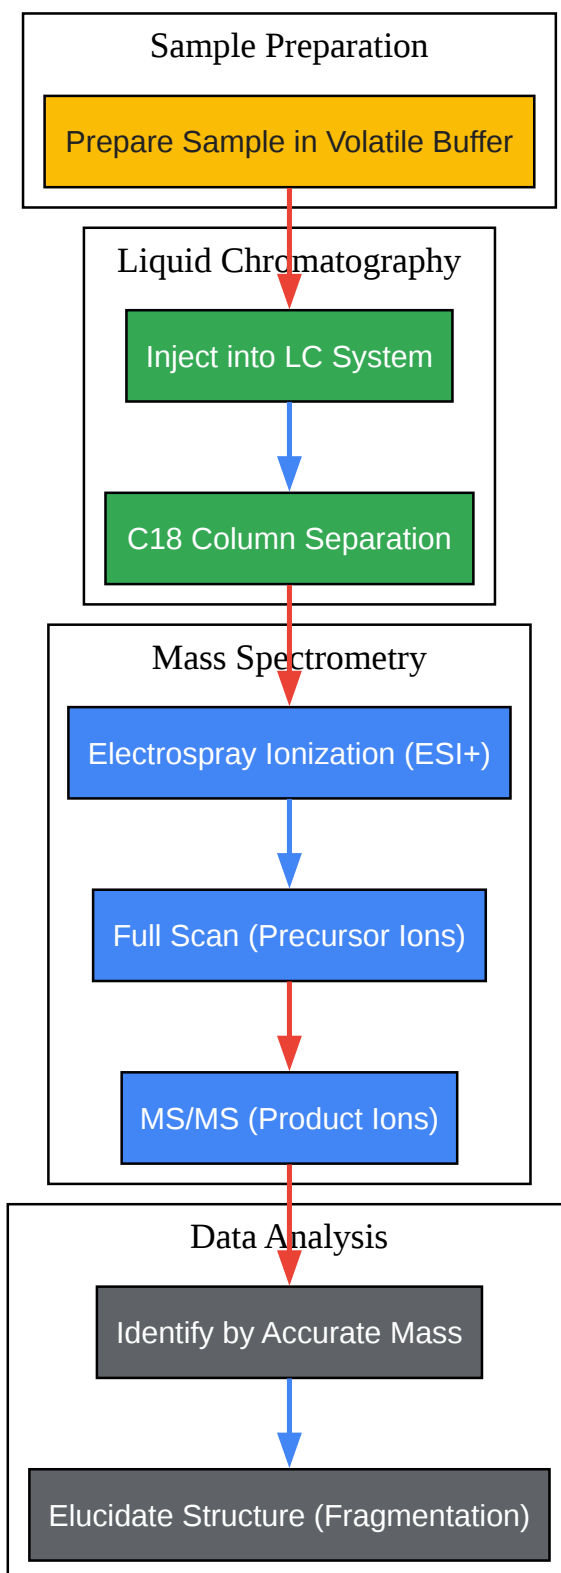 Sample Preparation
Prepare Sample in Volatile Buffer
Liquid Chromatography
Inject into LC System
C18 Column Separation
Mass Spectrometry
Electrospray Ionization (ESI+)
Full Scan (Precursor Ions)
MS/MS (Product Ions)
Data Analysis
Identify by Accurate Mass
Elucidate Structure (Fragmentation)